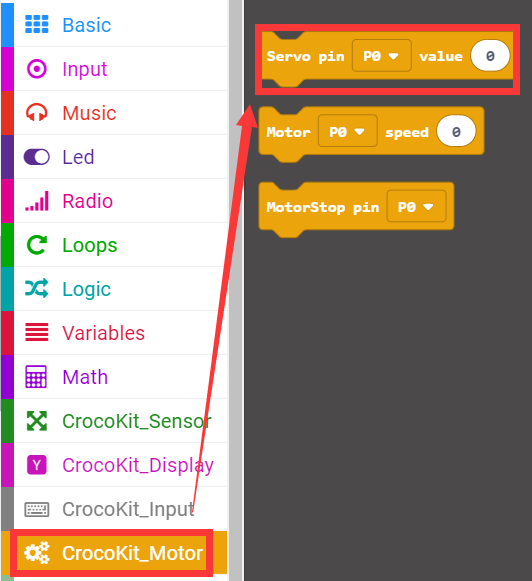 Basic
Input
Music
Led
Radio
Loops
Logic
Variables
Math
CrocoKit_Sensor
CrocoKit_Display
Y
CrocoKit_Input
CrocoKit_Motor
Servo pin P0 value 0
Motor P0 speed 0
MotorStop pin P0